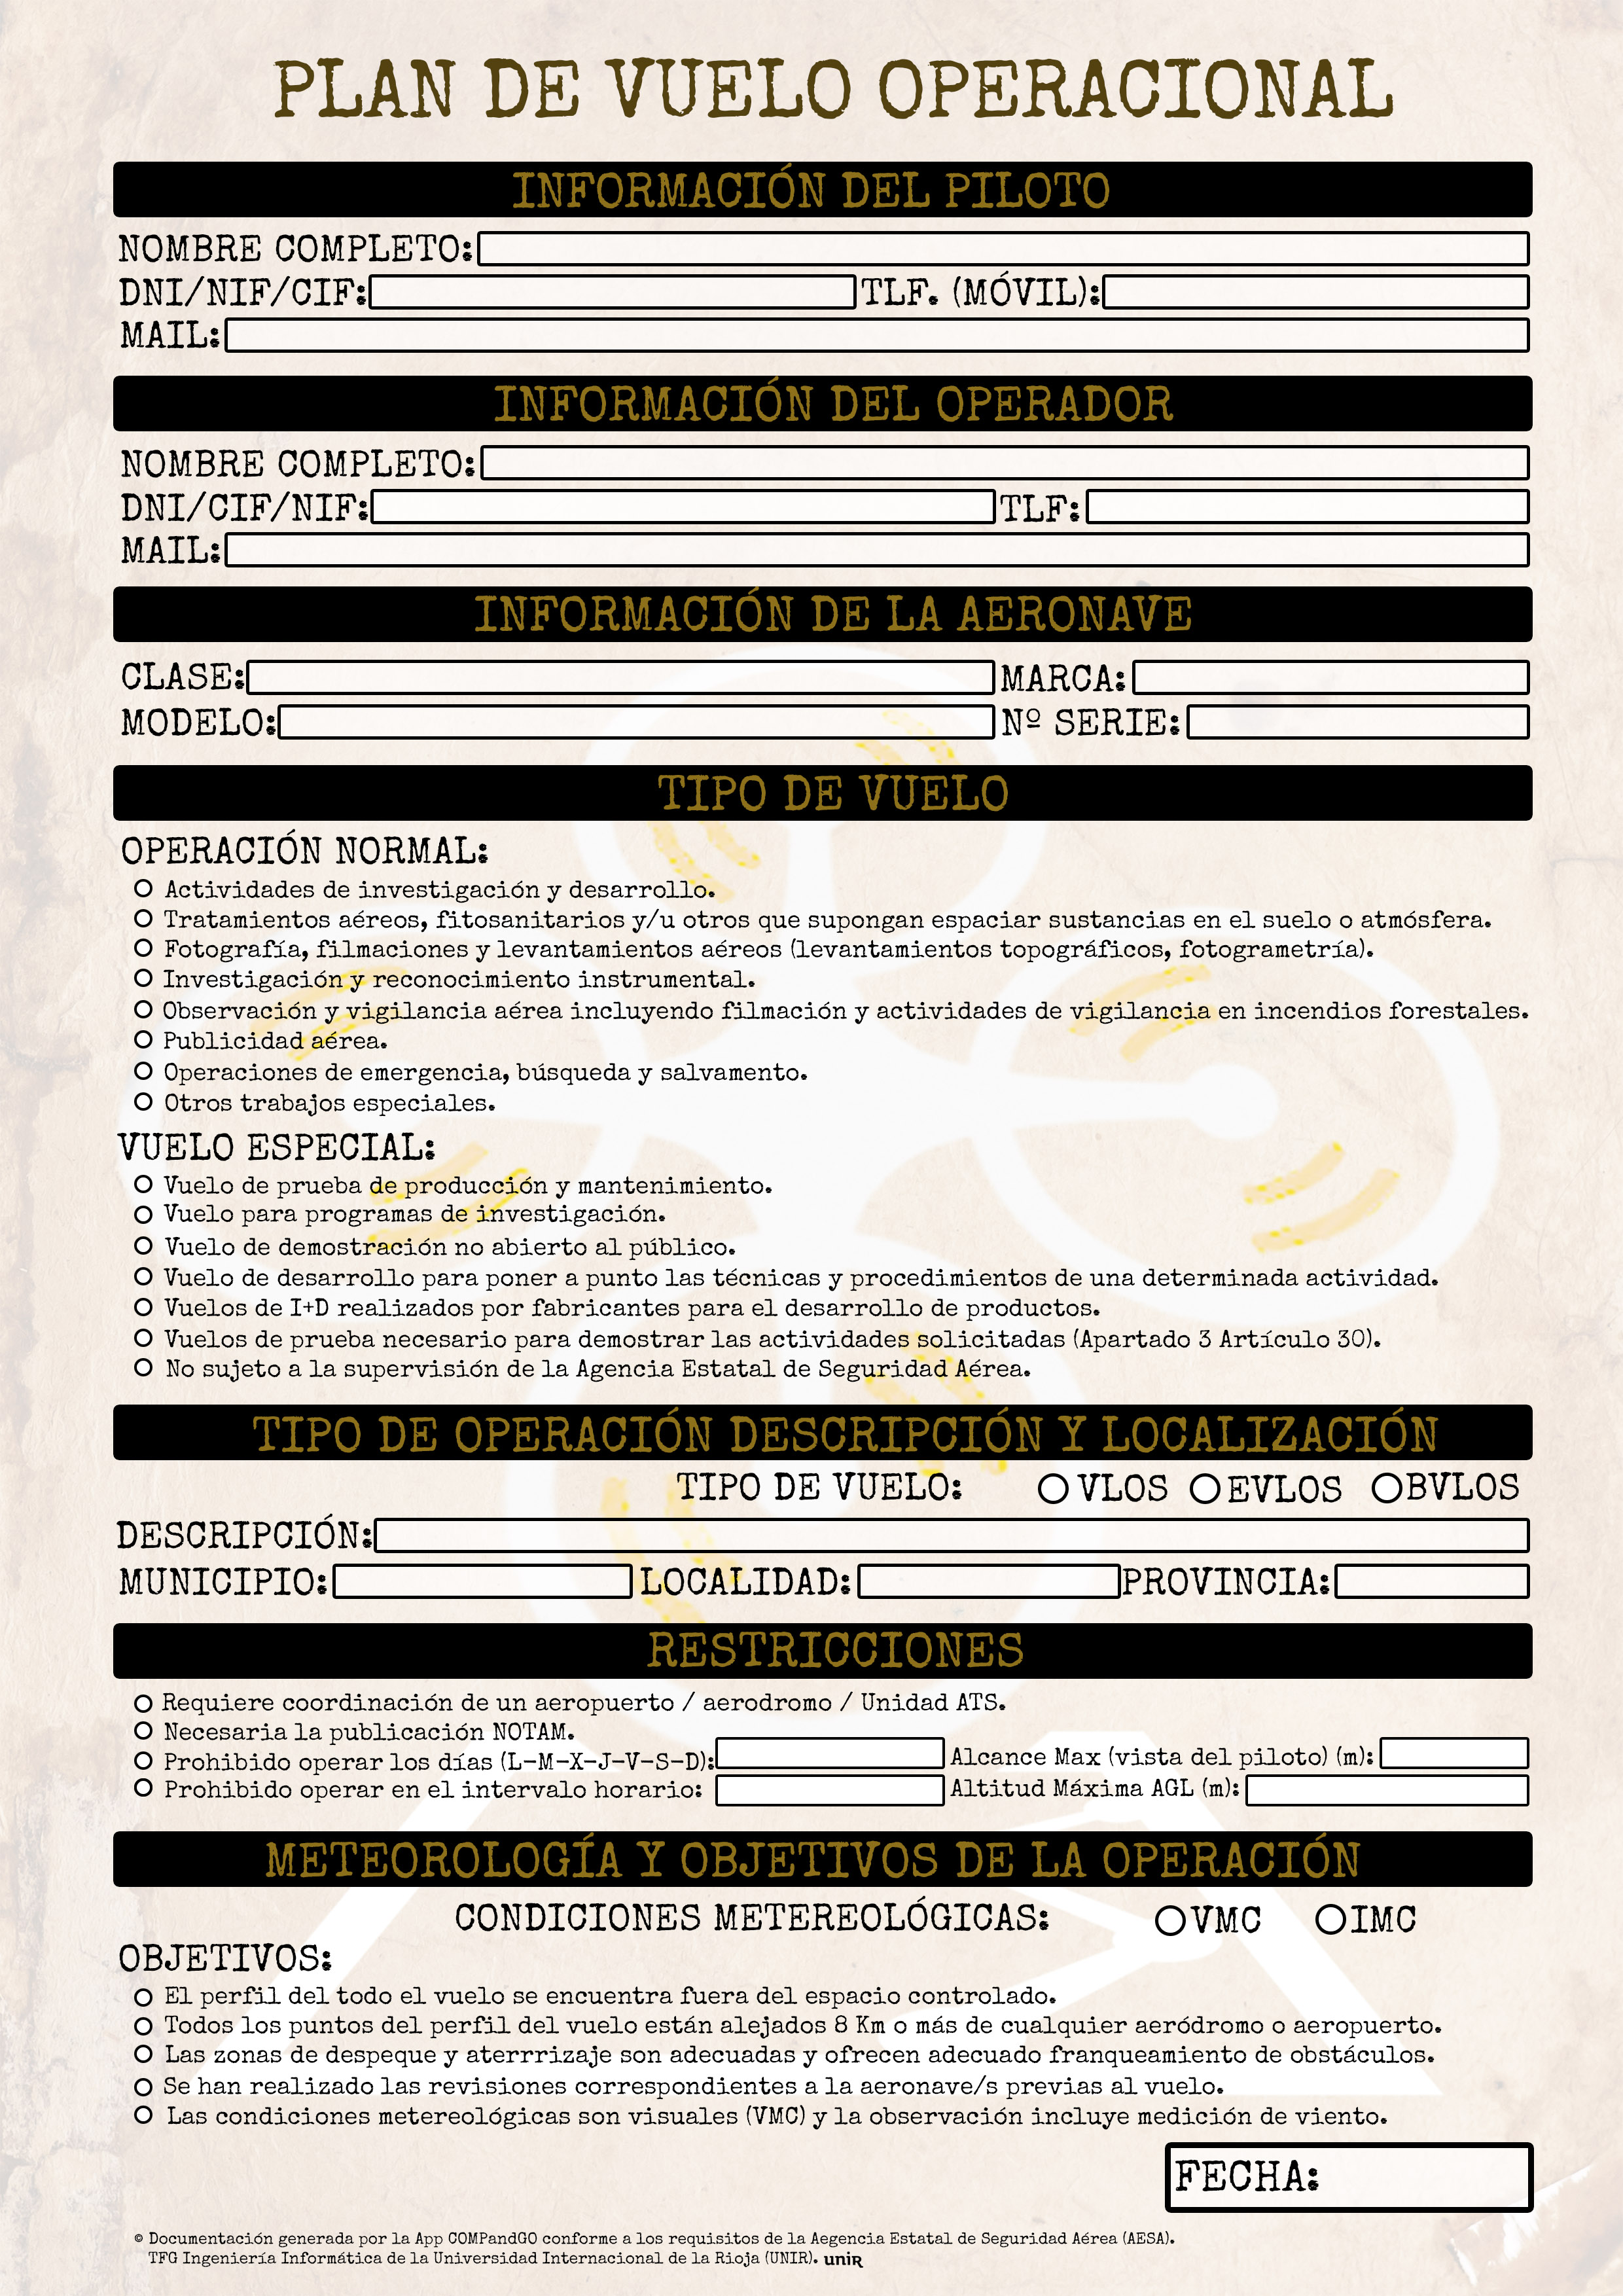 PLAN DE VUELO OPERACIONAL
INFORMACIÓN DEL PILOTO
NOMBRE COMPLETO:
DNI/NIF/CIF: TLF. (MÓVIL):
MAIL:
INFORMACIÓN DEL OPERADOR
NOMBRE COMPLETO:
DNI/CIF/NIF: TLF:
MAIL:
INFORMACIÓN DE LA AERONAVE
CLASE: MARCA:
MODELO: Nº SERIE:
TIPO DE VUELO
OPERACIÓN NORMAL:
Actividades de investigación y desarrollo.
Tratamientos aéreos, fitosanitarios y/u otros que supongan espaciar sustancias en el suelo o atmósfera.
Fotografía, filmaciones y levantamientos aéreos (levantamientos topográficos, fotogrametría).
Investigación y reconocimiento instrumental.
Observación y vigilancia aérea incluyendo filmación y actividades de vigilancia en incendios forestales.
Publicidad aérea.
Operaciones de emergencia, búsqueda y salvamento.
Otros trabajos especiales.
VUELO ESPECIAL:
Vuelo de prueba de producción y mantenimiento.
Vuelo para programas de investigación.
Vuelo de demostración no abierto al público.
Vuelo de desarrollo para poner a punto las técnicas y procedimientos de una determinada actividad.
Vuelos de I+D realizados por fabricantes para el desarrollo de productos.
Vuelos de prueba necesario para demostrar las actividades solicitadas (Apartado 3 Artículo 30).
No sujeto a la supervisión de la Agencia Estatal de Seguridad Aérea.
TIPO DE OPERACIÓN DESCRIPCIÓN Y LOCALIZACIÓN
TIPO DE VUELO: VLOS EVLOS BVLOS
DESCRIPCIÓN:
MUNICIPIO: LOCALIDAD: PROVINCIA:
RESTRICCIONES
Requiere coordinación de un aeropuerto / aerodromo / Unidad ATS.
Necesaria la publicación NOTAM.
Prohibido operar los días (L-M-X-J-V-S-D): Alcance Max (vista del piloto) (m):
Prohibido operar en el intervalo horario: Altitud Máxima AGL (m):
METEOROLOGÍA Y OBJETIVOS DE LA OPERACIÓN
CONDICIONES METEREOLÓGICAS: VMC IMC
OBJETIVOS:
El perfil del todo el vuelo se encuentra fuera del espacio controlado.
Todos los puntos del perfil del vuelo están alejados 8 Km o más de cualquier aeródromo o aeropuerto.
Las zonas de despeque y aterrrizaje son adecuadas y ofrecen adecuado franqueamiento de obstáculos.
Se han realizado las revisiones correspondientes a la aeronave/s previas al vuelo.
Las condiciones metereológicas son visuales (VMC) y la observación incluye medición de viento.
FECHA:
© Documentación generada por la App COMPandGO conforme a los requisitos de la Aegencia Estatal de Seguridad Aérea (AESA).
TFG Ingeniería Informática de la Universidad Internacional de la Rioja (UNIR). unir